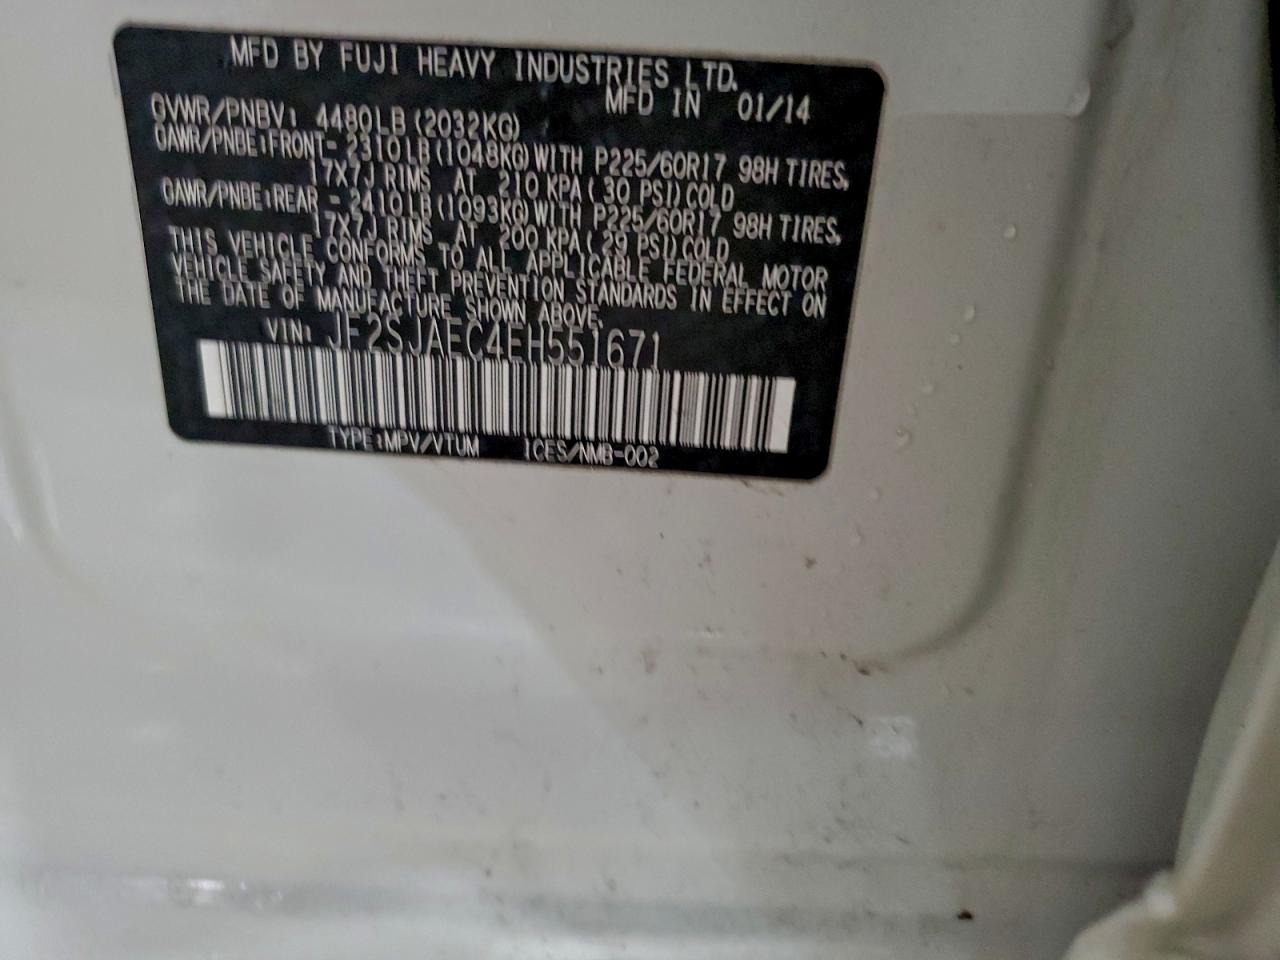 MFD BY FUJI HEAVY INDUSTRIES LTD.
MFD IN 01/14
GVWR/PNBV: 4480LB(2032KG)
GAWR/PNBE:FRONT- 2310LB(1048KG)WITH P225/60R17 98H TIRES,
17X7J RIMS AT 210 KPA(30 PSI)COLD
GAWR/PNBE:REAR - 2410LB(1093KG)WITH P225/60R17 98H TIRES,
17X7J RIMS AT 200 KPA(29 PSI)COLD
THIS VEHICLE CONFORMS TO ALL APPLICABLE FEDERAL MOTOR
VEHICLE SAFETY AND THEFT PREVENTION STANDARDS IN EFFECT ON
THE DATE OF MANUFACTURE SHOWN ABOVE.
VIN: JF2SJAEC4EH551671
TYPE:MPV/VTUM ICES/NMB-002